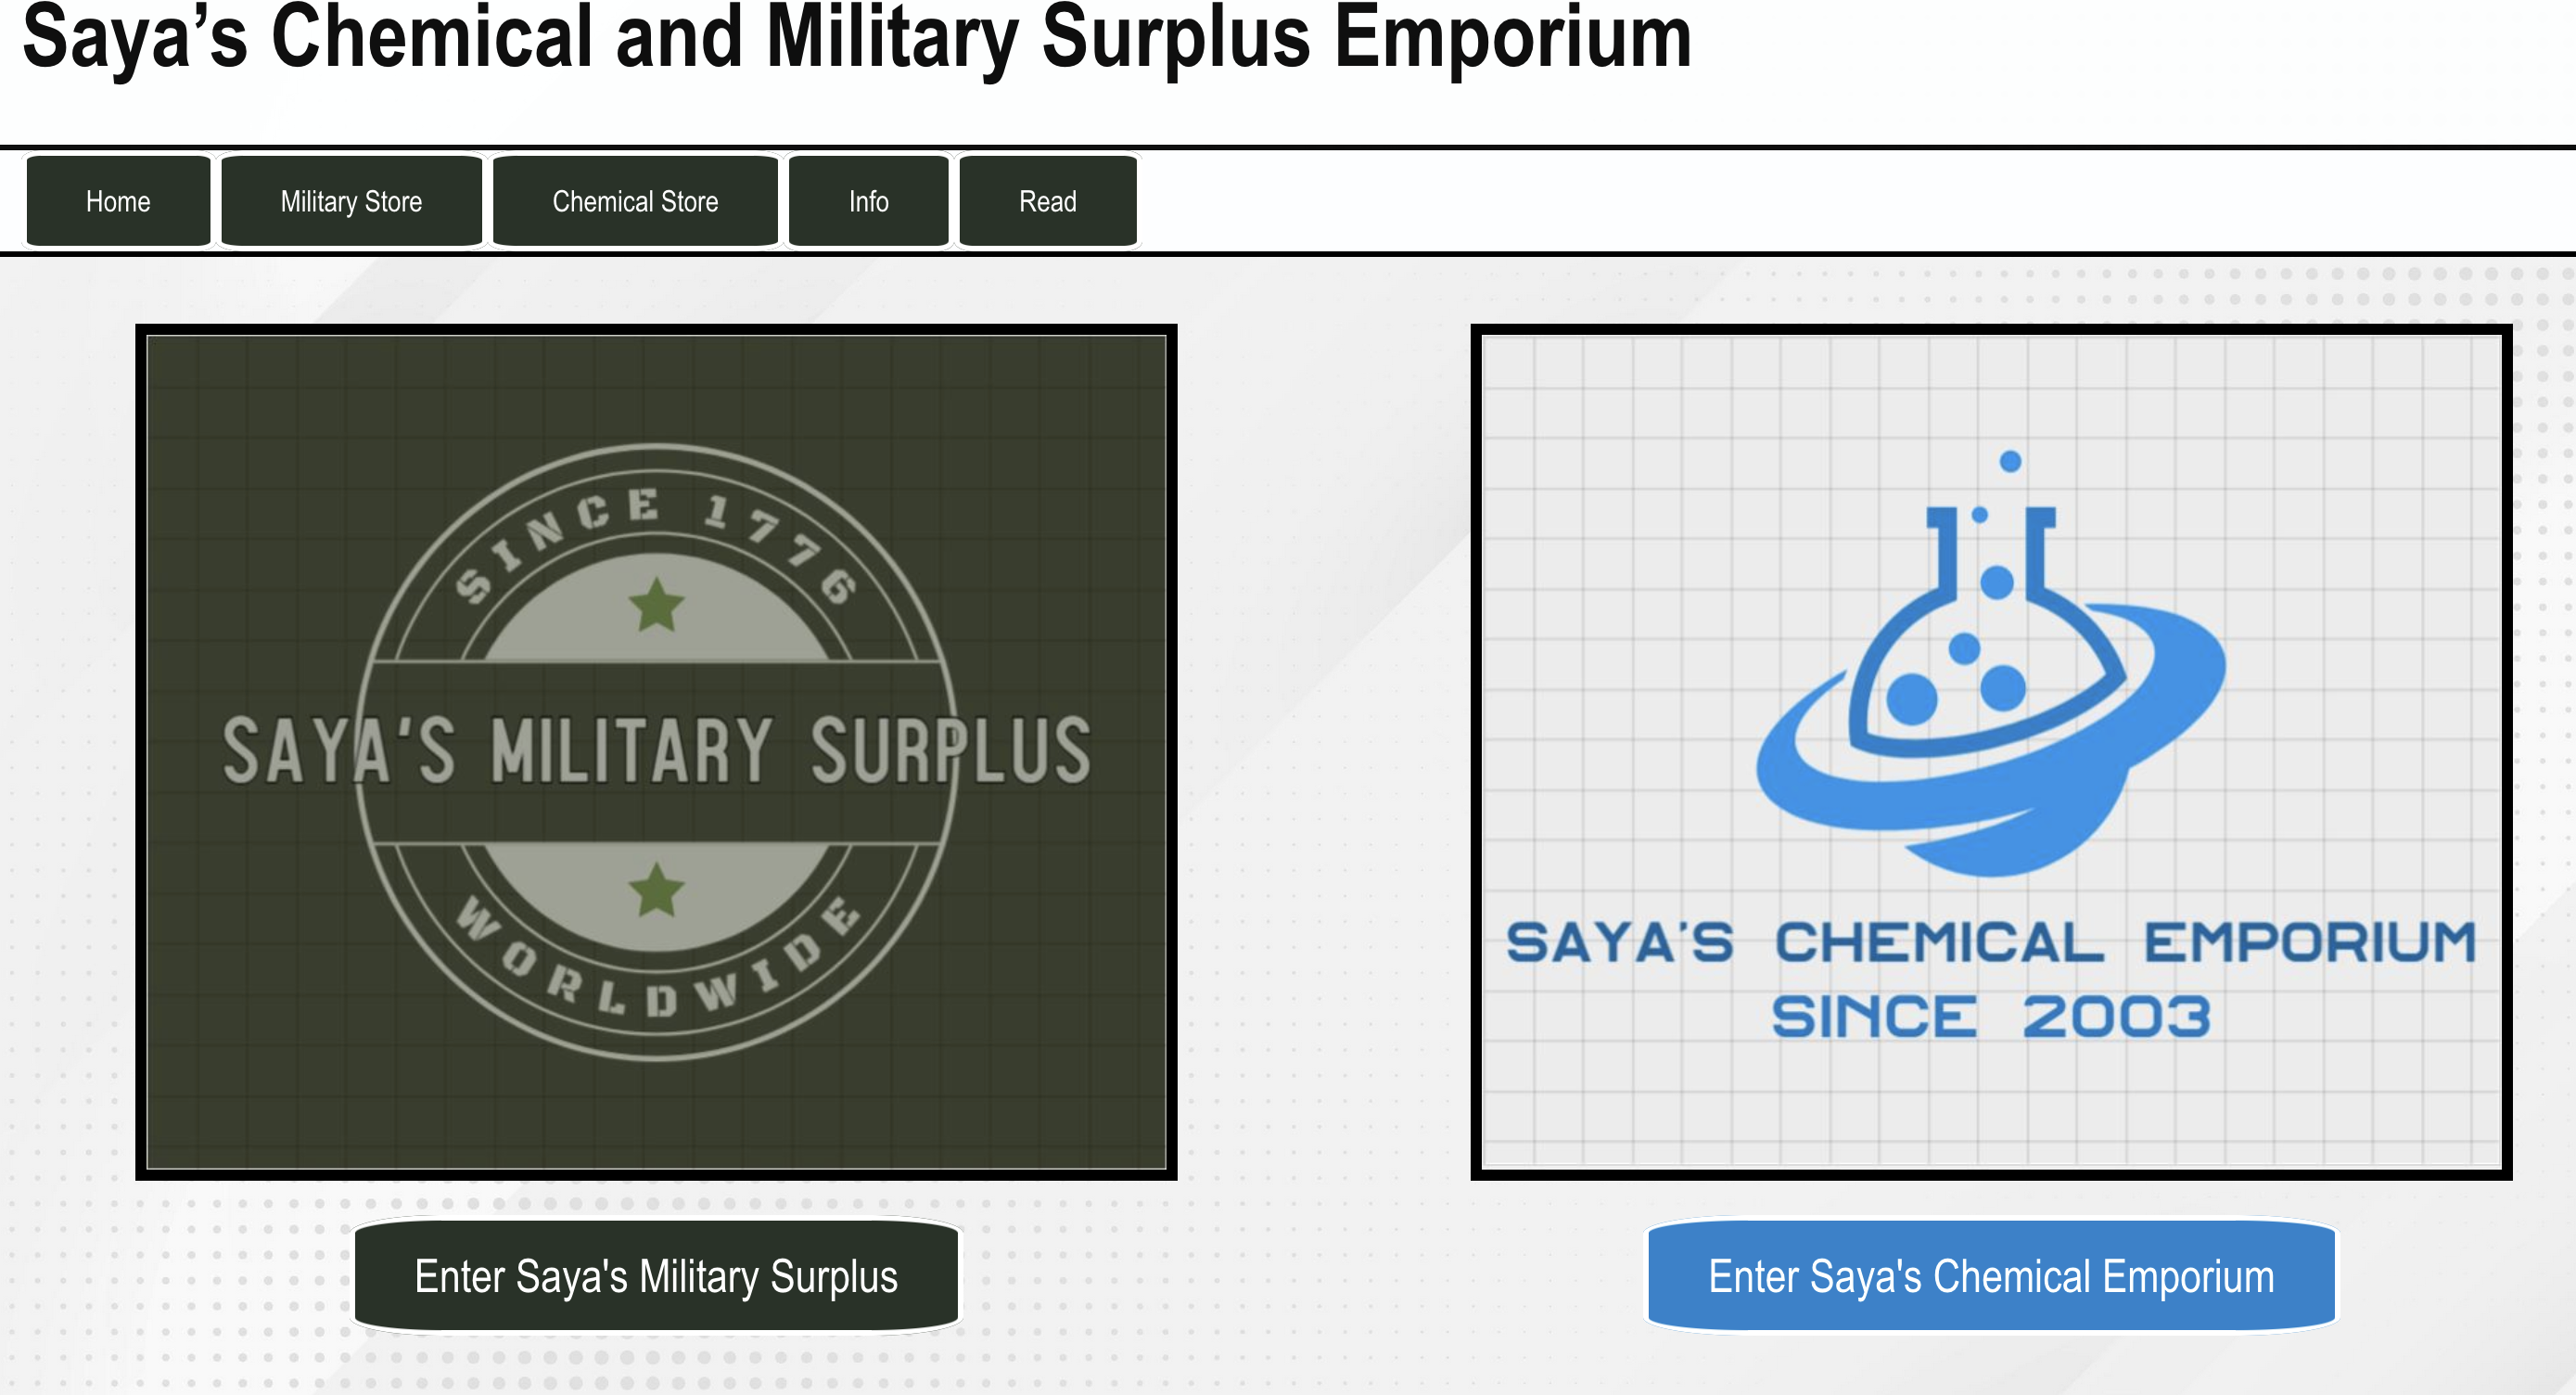 Saya’s Chemical and Military Surplus Emporium
Home
Military Store
Chemical Store
Info
Read
SINCE 1776
SAYA'S MILITARY SURPLUS
WORLDWIDE
SAYA'S CHEMICAL EMPORIUM
SINCE 2003
Enter Saya's Military Surplus
Enter Saya's Chemical Emporium